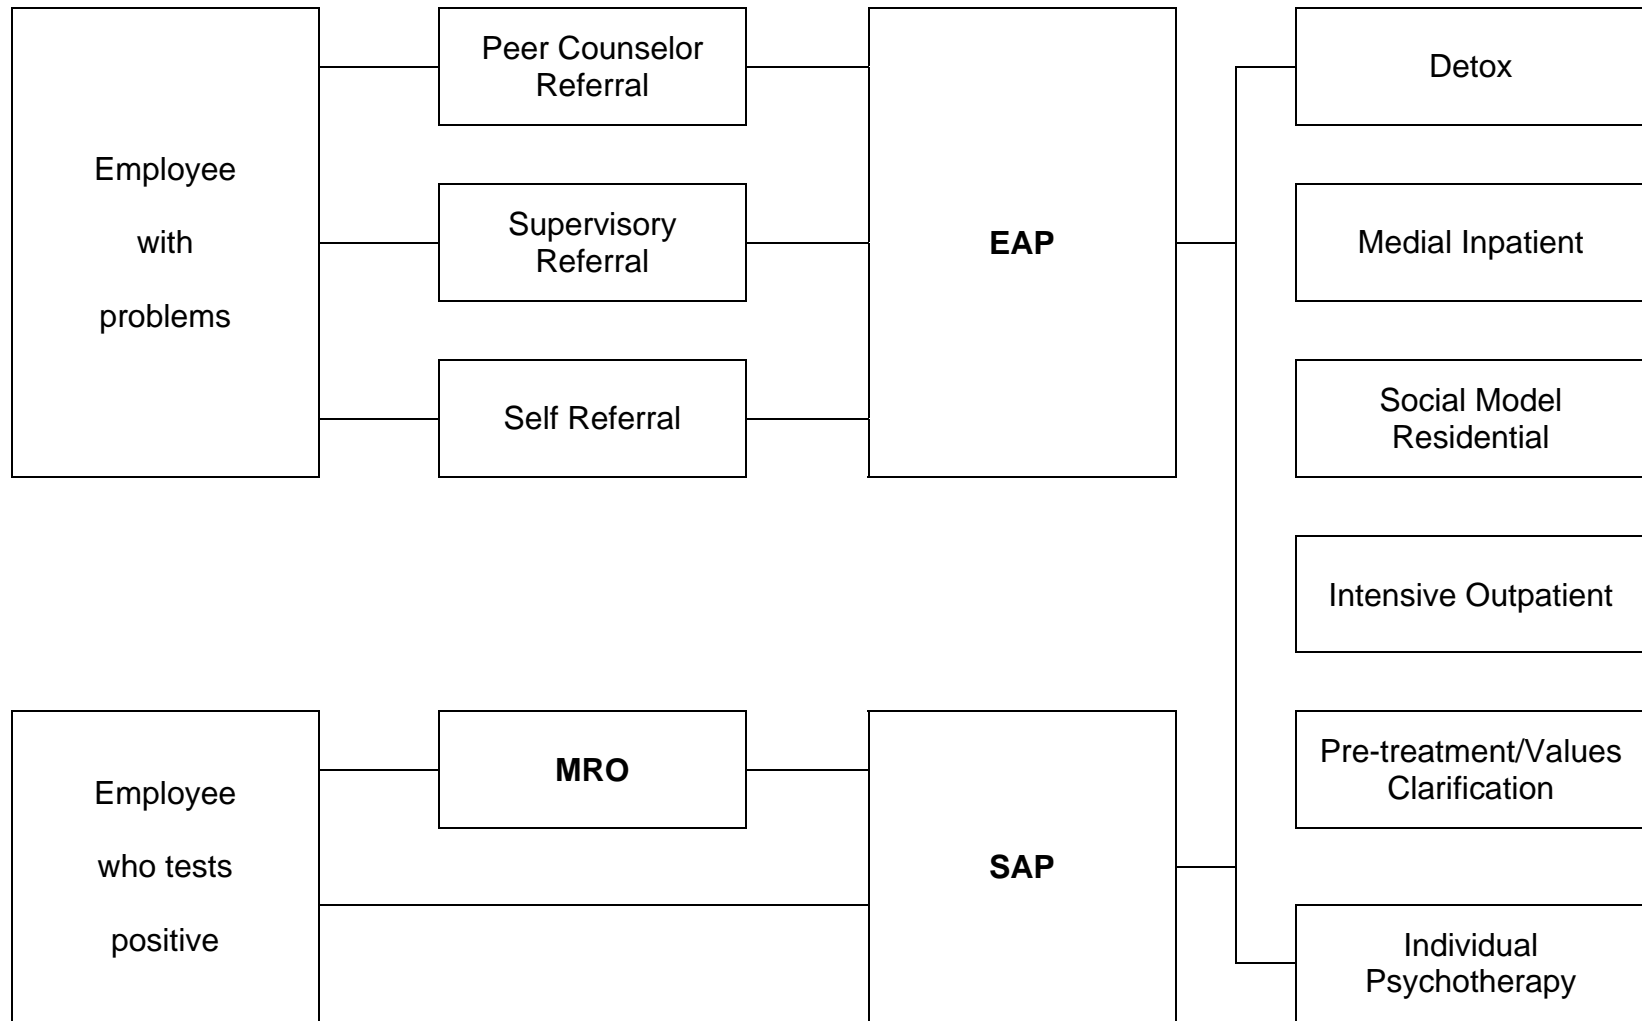 Employee
with
problems
Peer Counselor
Referral
Supervisory
Referral
Self Referral
EAP
Detox
Medial Inpatient
Social Model
Residential
Intensive Outpatient
Employee
who tests
positive
MRO
SAP
Pre-treatment/Values
Clarification
Individual
Psychotherapy